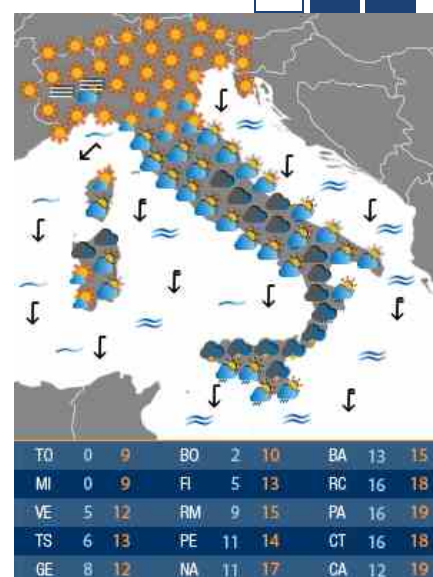 TO 0 9 BO 2 10 BA 13 15
MI 0 9 FI 5 13 RC 16 18
VE 5 12 RM 9 15 PA 16 19
TS 6 13 PE 11 14 CT 16 18
GE 8 12 NA 11 17 CA 12 19